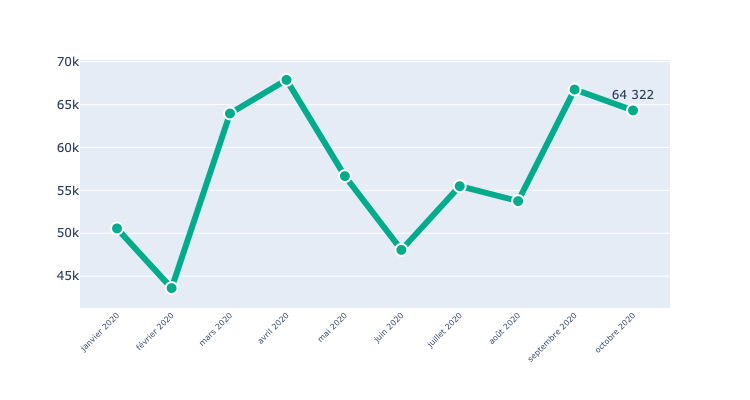 70k
65k
60k
55k
50k
45k
64 322
janvier 2020
février 2020
mars 2020
avril 2020
mai 2020
juin 2020
juillet 2020
août 2020
septembre 2020
octobre 2020